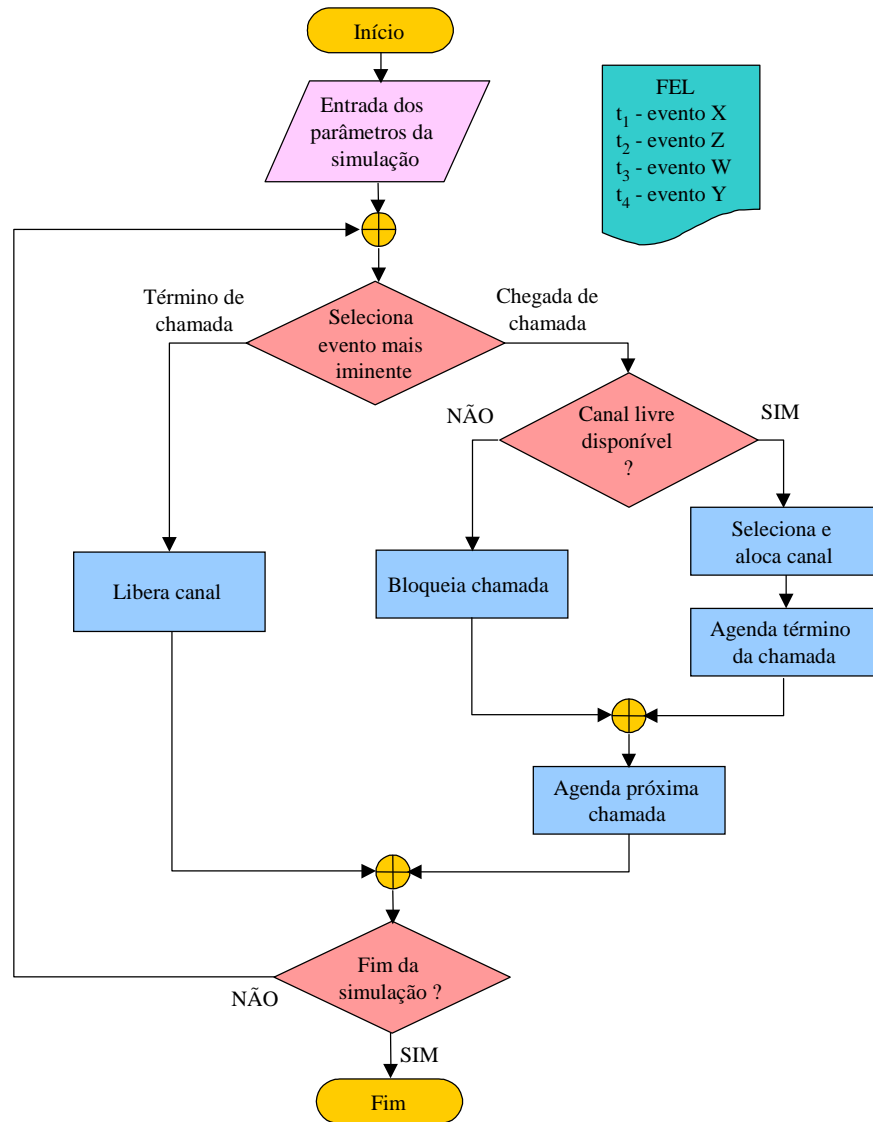 Início
Entrada dos
parâmetros da
simulação
FEL
t1 - evento X
t2 - evento Z
t3 - evento W
t4 - evento Y
Término de
chamada
Seleciona
evento mais
iminente
Chegada de
chamada
NÃO
Canal livre
disponível
?
SIM
Seleciona e
aloca canal
Libera canal
Bloqueia chamada
Agenda término
da chamada
Agenda próxima
chamada
Fim da
simulação ?
NÃO
SIM
Fim